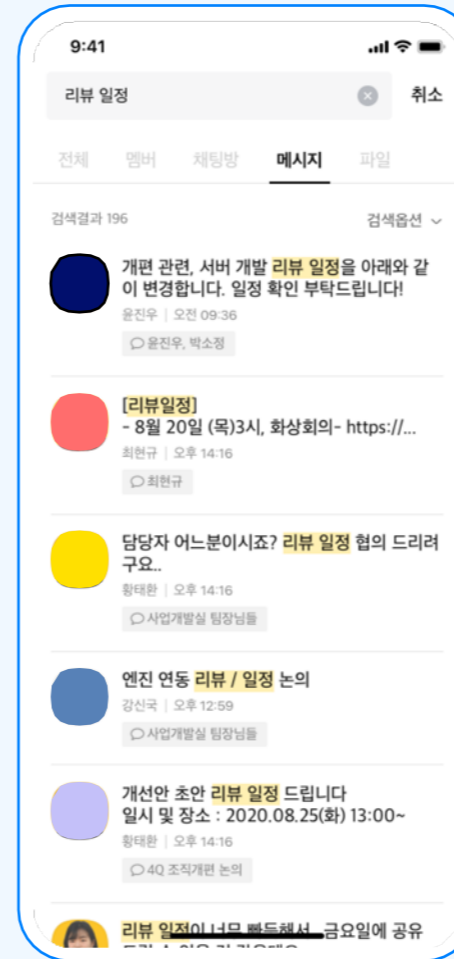 9:41
리뷰 일정
취소
전체 멤버 채팅방 메시지 파일
검색결과 196
검색옵션
개편 관련, 서버 개발 리뷰 일정을 아래와 같
이 변경합니다. 일정 확인 부탁드립니다!
윤진우 | 오전 09:36
윤진우, 박소정
[리뷰일정]
- 8월 20일 (목)3시, 화상회의- https://...
최현규 | 오후 14:16
최현규
담당자 어느분이시죠? 리뷰 일정 협의 드리려
구요..
황태환 | 오후 14:16
사업개발실 팀장님들
엔진 연동 리뷰 / 일정 논의
강신국 | 오후 12:59
사업개발실 팀장님들
개선안 초안 리뷰 일정 드립니다
일시 및 장소 : 2020.08.25(화) 13:00~
황태환 | 오후 14:16
4Q 조직개편 논의
리뷰 일정이 너무 빠듯해서.. 금요일에 공유